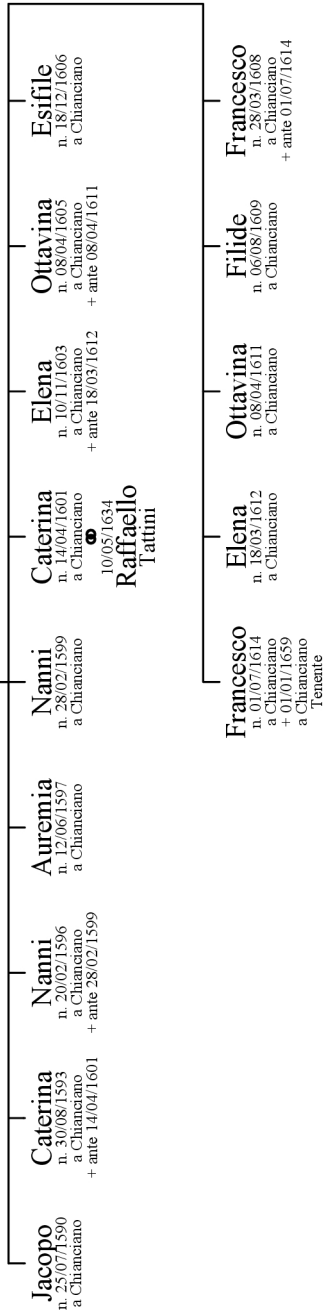 Jacopo
n. 25/07/1590
a Chianciano
Caterina
n. 30/08/1593
a Chianciano
+ ante 14/04/1601
Nanni
n. 20/02/1596
a Chianciano
+ ante 28/02/1599
Auremia
n. 12/06/1597
a Chianciano
Nanni
n. 28/02/1599
a Chianciano
Caterina
n. 14/04/1601
a Chianciano
10/05/1634
Raffaello
Tattini
Elena
n. 10/11/1603
a Chianciano
+ ante 18/03/1612
Ottavina
n. 08/04/1605
a Chianciano
+ ante 08/04/1611
Esifile
n. 18/12/1606
a Chianciano
Francesco
n. 01/07/1614
a Chianciano
+ 01/01/1659
a Chianciano
Tenente
Elena
n. 18/03/1612
a Chianciano
Ottavina
n. 08/04/1611
a Chianciano
Filide
n. 06/08/1609
a Chianciano
Francesco
n. 28/03/1608
a Chianciano
+ ante 01/07/1614